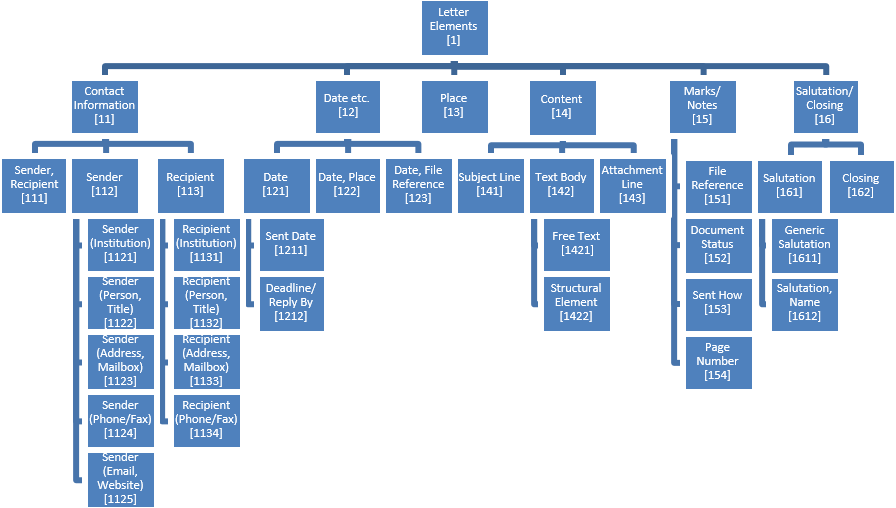 Letter
Elements
[1]
Contact
Information
[11]
Date etc.
[12]
Place
[13]
Content
[14]
Marks/
Notes
[15]
Salutation/
Closing
[16]
Sender,
Recipient
[111]
Sender
[112]
Recipient
[113]
Date
[121]
Date, Place
[122]
Date, File
Reference
[123]
Subject Line
[141]
Text Body
[142]
Attachment
Line
[143]
File
Reference
[151]
Salutation
[161]
Closing
[162]
Sender
(Institution)
[1121]
Recipient
(Institution)
[1131]
Sent Date
[1211]
Free Text
[1421]
Document
Status
[152]
Generic
Salutation
[1611]
Sender
(Person,
Title)
[1122]
Recipient
(Person,
Title)
[1132]
Deadline/
Reply By
[1212]
Structural
Element
[1422]
Sent How
[153]
Salutation,
Name
[1612]
Sender
(Address,
Mailbox)
[1123]
Recipient
(Address,
Mailbox)
[1133]
Page
Number
[154]
Sender
(Phone/Fax)
[1124]
Recipient
(Phone/Fax)
[1134]
Sender
(Email,
Website)
[1125]